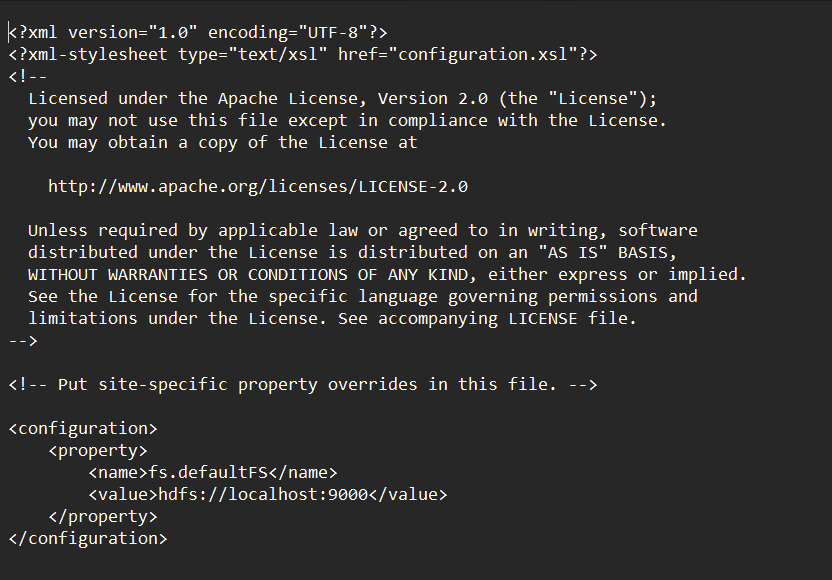 <?xml version="1.0" encoding="UTF-8"?>
<?xml-stylesheet type="text/xsl" href="configuration.xsl"?>
<!--
  Licensed under the Apache License, Version 2.0 (the "License");
  you may not use this file except in compliance with the License.
  You may obtain a copy of the License at

    http://www.apache.org/licenses/LICENSE-2.0

  Unless required by applicable law or agreed to in writing, software
  distributed under the License is distributed on an "AS IS" BASIS,
  WITHOUT WARRANTIES OR CONDITIONS OF ANY KIND, either express or implied.
  See the License for the specific language governing permissions and
  limitations under the License. See accompanying LICENSE file.
-->

<!-- Put site-specific property overrides in this file. -->

<configuration>
    <property>
        <name>fs.defaultFS</name>
        <value>hdfs://localhost:9000</value>
    </property>
</configuration>